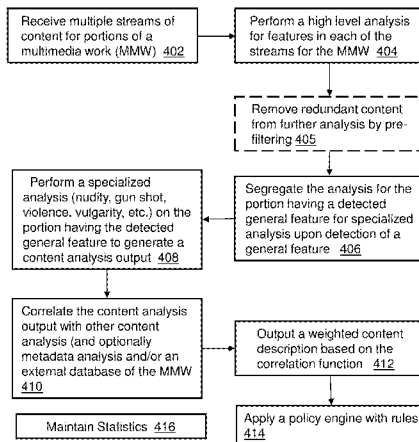 Receive multiple streams of
content for portions of a
multimedia work (MMW) 402
Perform a high level analysis
for features in each of the
streams for the MMW 404
Remove redundant content
from further analysis by pre-
filtering 405
Segregate the analysis for the
portion having a detected
general feature for specialized
analysis upon detection of a
general feature 406
Perform a specialized
analysis (nudity, gun shot,
violence, vulgarity, etc.) on the
portion having the detected
general feature to generate a
content analysis output 408
Correlate the content analysis
output with other content
analysis (and optionally
metadata analysis and/or an
external database of the MMW
410
Output a weighted content
description based on the
correlation function 412
Apply a policy engine with rules
414
Maintain Statistics 416